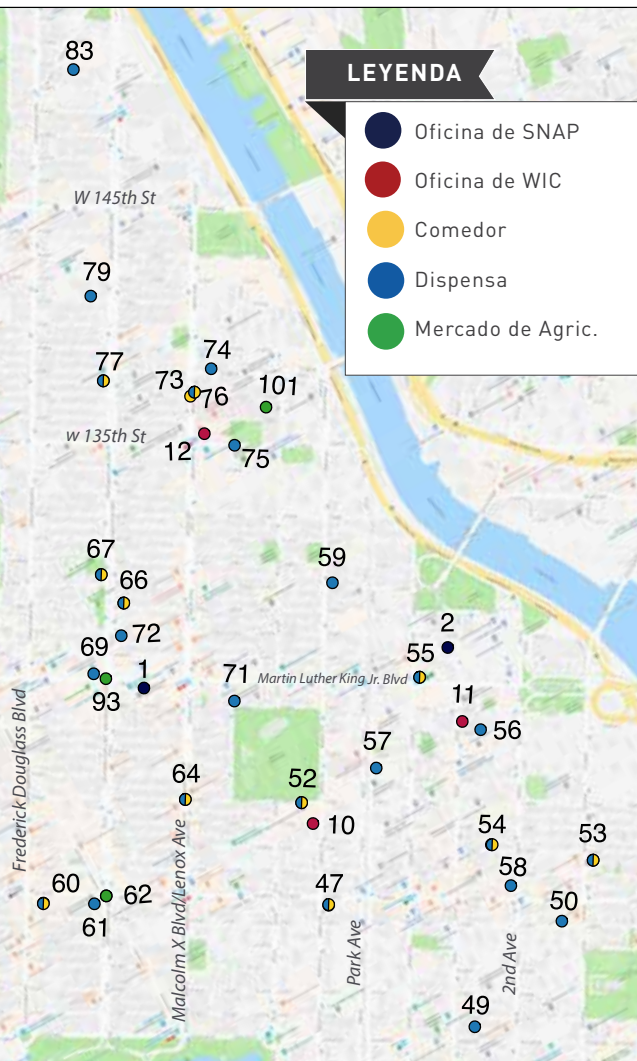 83
LEYENDA
Oficina de SNAP
Oficina de WIC
Comedor
Dispensa
Mercado de Agric.
W 145th St
79
77
74
73
76
101
w 135th St
12
75
67
66
59
72
2
69
1
55
71
Martin Luther King Jr. Blvd
93
11
56
Frederick Douglass Blvd
57
64
52
10
54
53
Malcolm X Blvd/Lenox Ave
58
60
62
47
50
61
Park Ave
2nd Ave
49